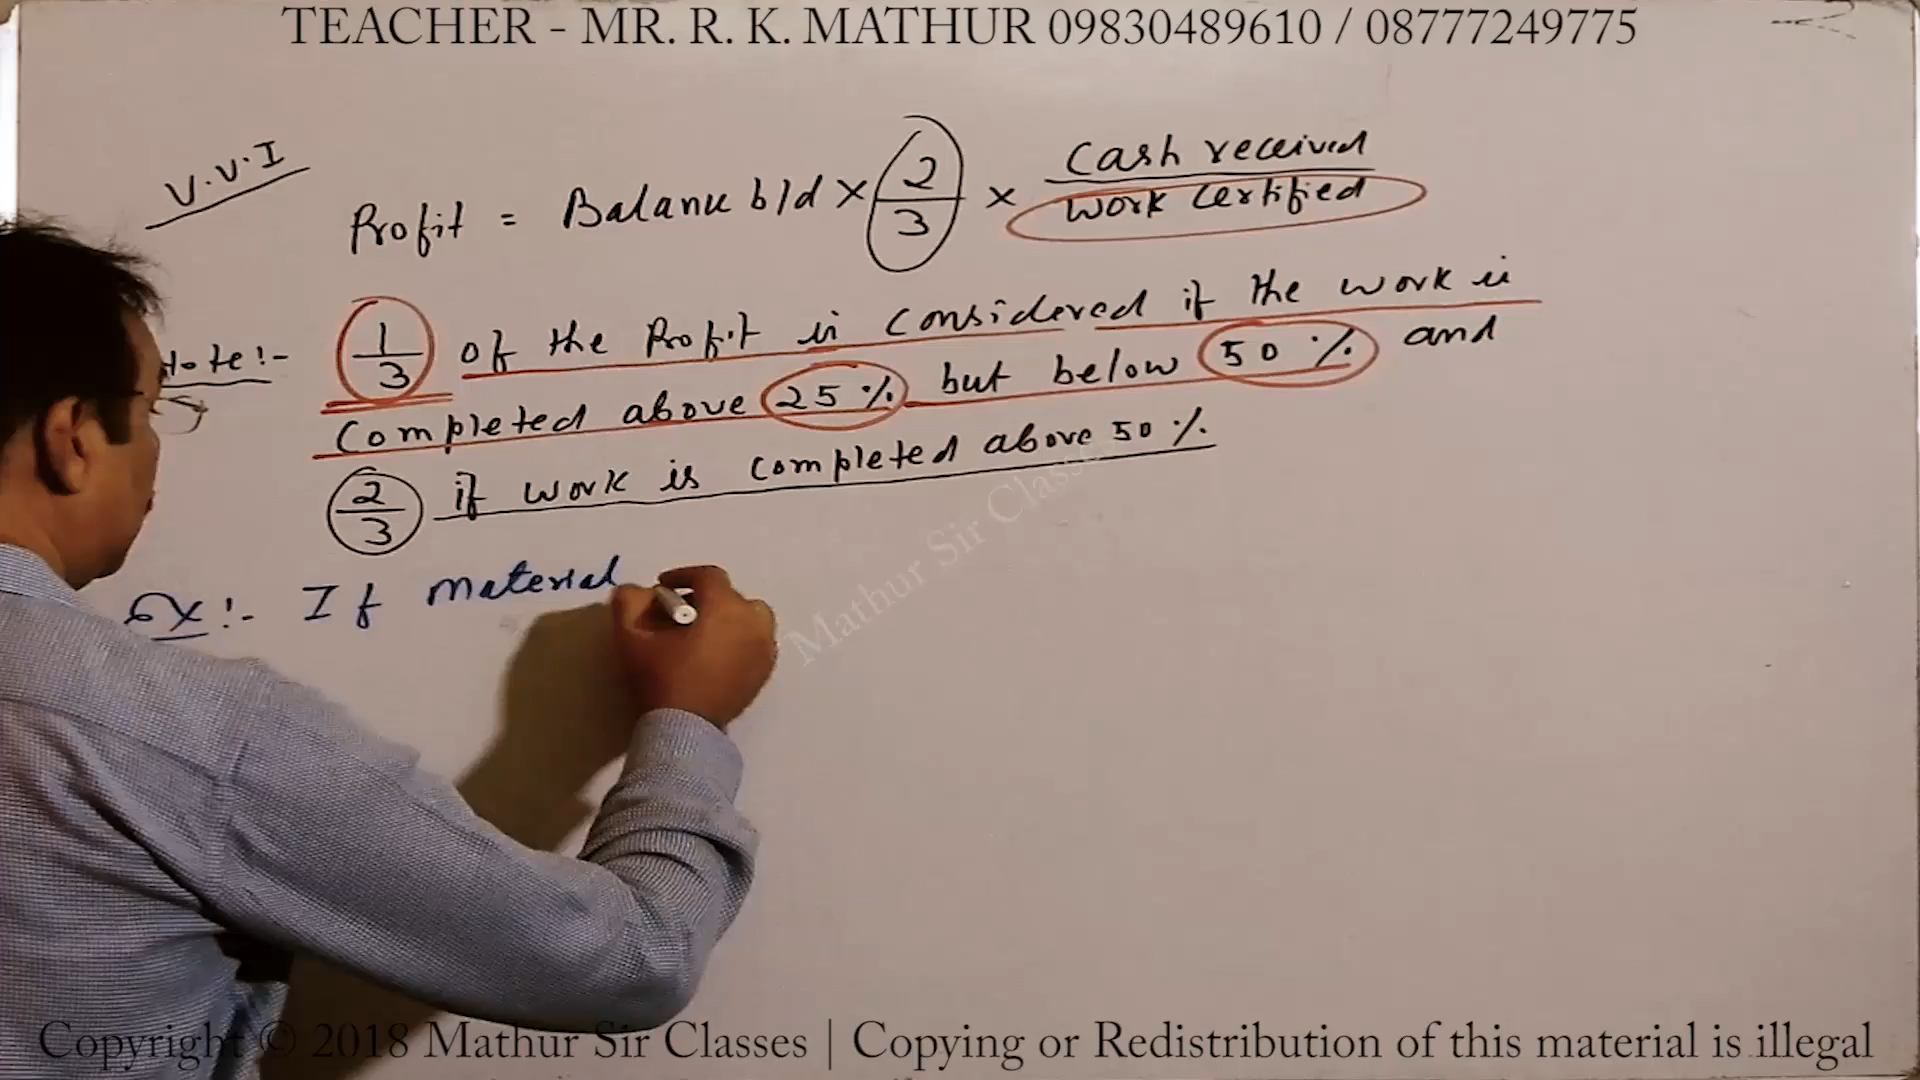 TEACHER - MR. R. K. MATHUR 09830489610 / 08777249775
V.V.I
Profit = Balance b/d × 2/3 × Cash received / Work certified
Note:- 1/3 of the Profit is considered if the work is
completed above 25% but below 50% and
2/3 if work is completed above 50%
Ex:- If material
Mathur Sir Classes
Copyright © 2018 Mathur Sir Classes | Copying or Redistribution of this material is illegal